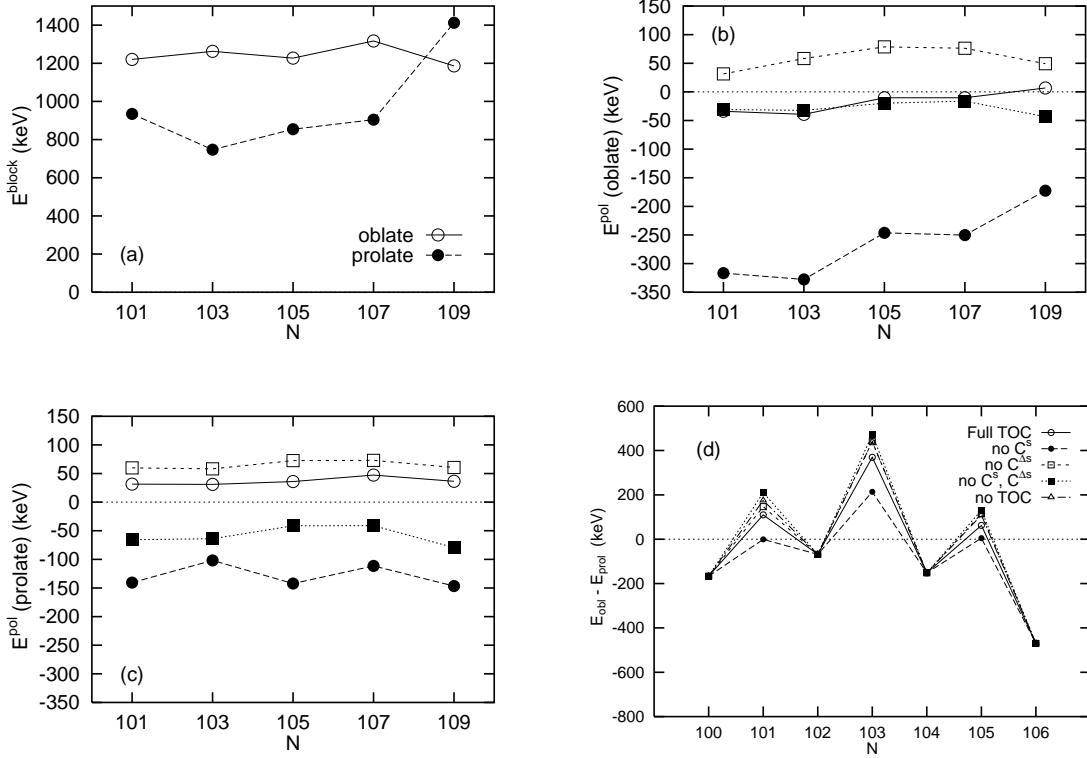 1400
1200
1000
800
600
400
200
0
E^block (keV)
(a)
oblate
prolate
101 103 105 107 109
N
150
100
50
0
-50
-100
-150
-200
-250
-300
-350
E^pol (oblate) (keV)
(b)
101 103 105 107 109
N
150
100
50
0
-50
-100
-150
-200
-250
-300
-350
E^pol (prolate) (keV)
(c)
101 103 105 107 109
N
600
400
200
0
-200
-400
-600
-800
E_obl - E_prol (keV)
(d)
Full TOC
no C^s
no C^Δs
no C^s, C^Δs
no TOC
100 101 102 103 104 105 106
N